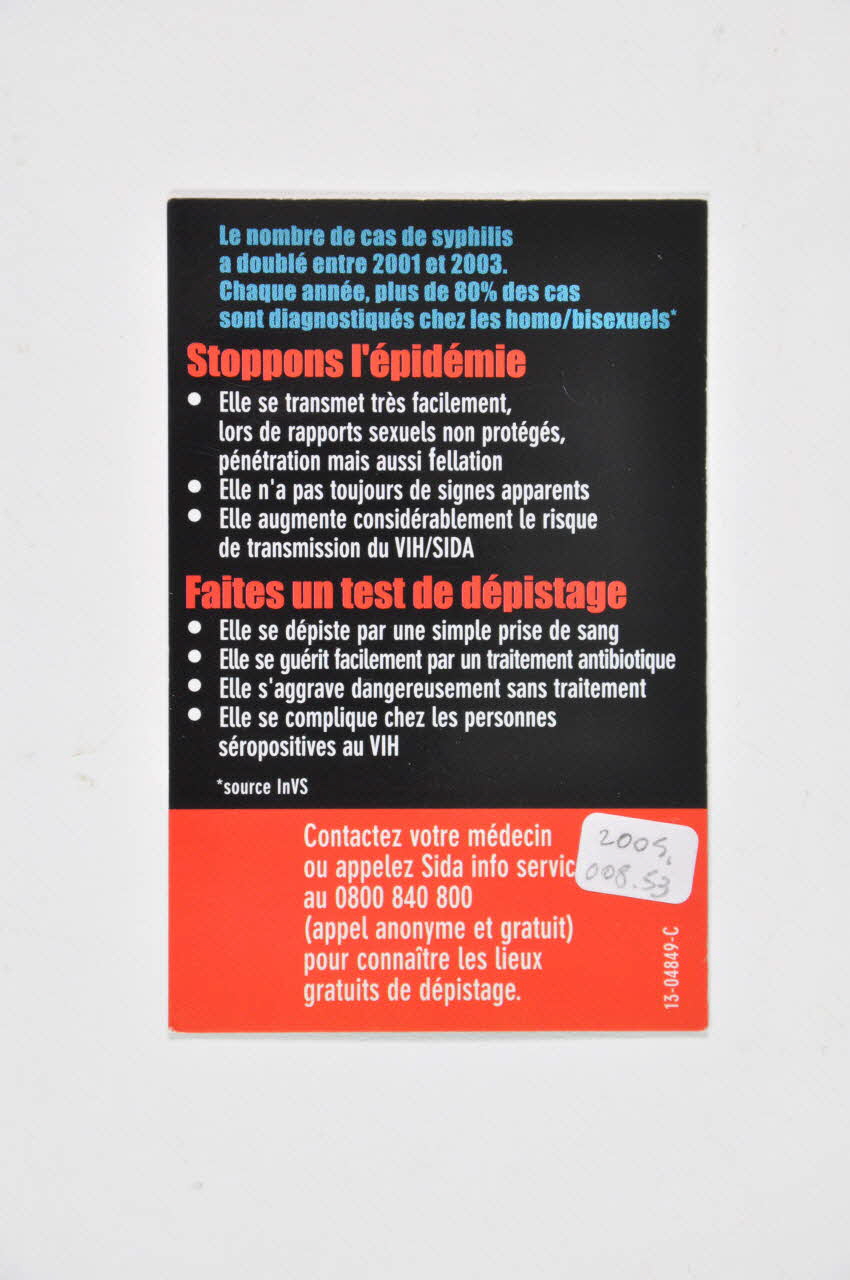 Le nombre de cas de syphilis
a doublé entre 2001 et 2003.
Chaque année, plus de 80% des cas
sont diagnostiqués chez les homo/bisexuels*
Stoppons l'épidémie
• Elle se transmet très facilement,
lors de rapports sexuels non protégés,
pénétration mais aussi fellation
• Elle n'a pas toujours de signes apparents
• Elle augmente considérablement le risque
de transmission du VIH/SIDA
Faites un test de dépistage
• Elle se dépiste par une simple prise de sang
• Elle se guérit facilement par un traitement antibiotique
• Elle s'aggrave dangereusement sans traitement
• Elle se complique chez les personnes
séropositives au VIH
*source InVS
Contactez votre médecin
ou appelez Sida info servic
au 0800 840 800
(appel anonyme et gratuit)
pour connaître les lieux
gratuits de dépistage.
2005.
008.53
13-04849-C